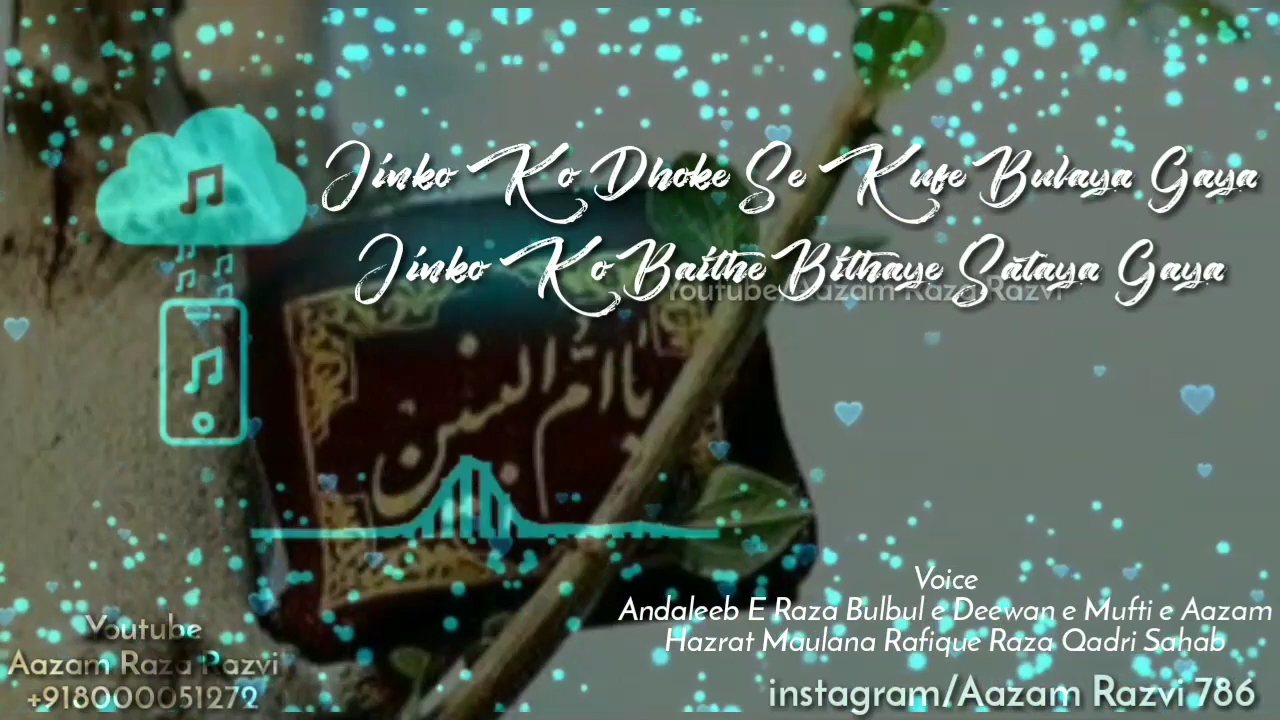 Jinko Ko Dhoke Se Kufe Bulaya Gaya
Jinko Ko Baithe Bithaye Sataya Gaya
Youtube/Aazam Raza Razvi
یا ام البنین
Voice
Andaleeb E Raza Bulbul e Deewan e Mufti e Aazam
Hazrat Maulana Rafique Raza Qadri Sahab
Youtube
Aazam Raza Razvi
+918000051272
instagram/Aazam Razvi 786